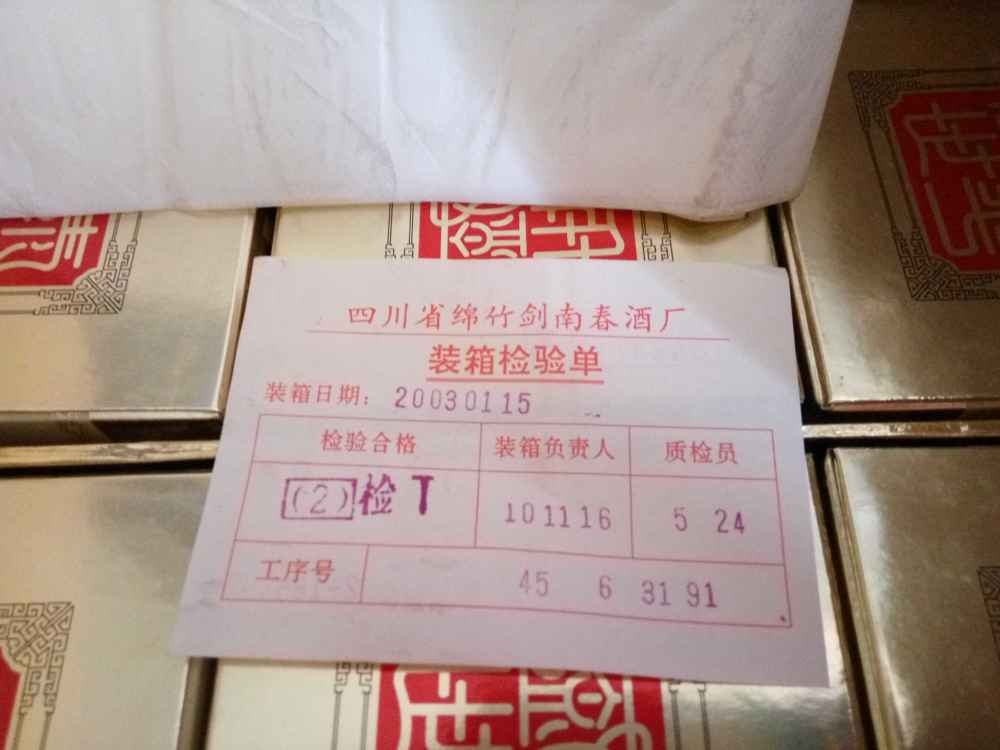 四川省绵竹剑南春酒厂
装箱检验单
装箱日期： 20030115
检验合格 装箱负责人 质检员
(2)检T 101116 5 24
工序号 45 6 31 91